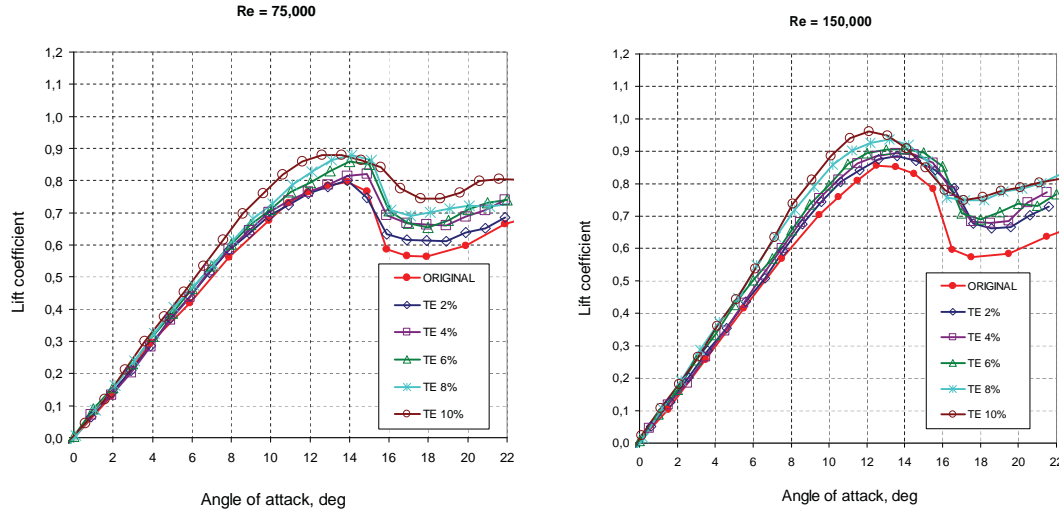 Re = 75,000
1,2
1,1
1,0
0,9
0,8
0,7
0,6
0,5
0,4
0,3
0,2
0,1
0,0
Lift coefficient
ORIGINAL
TE 2%
TE 4%
TE 6%
TE 8%
TE 10%
0 2 4 6 8 10 12 14 16 18 20 22
Angle of attack, deg
Re = 150,000
1,2
1,1
1,0
0,9
0,8
0,7
0,6
0,5
0,4
0,3
0,2
0,1
0,0
Lift coefficient
ORIGINAL
TE 2%
TE 4%
TE 6%
TE 8%
TE 10%
0 2 4 6 8 10 12 14 16 18 20 22
Angle of attack, deg